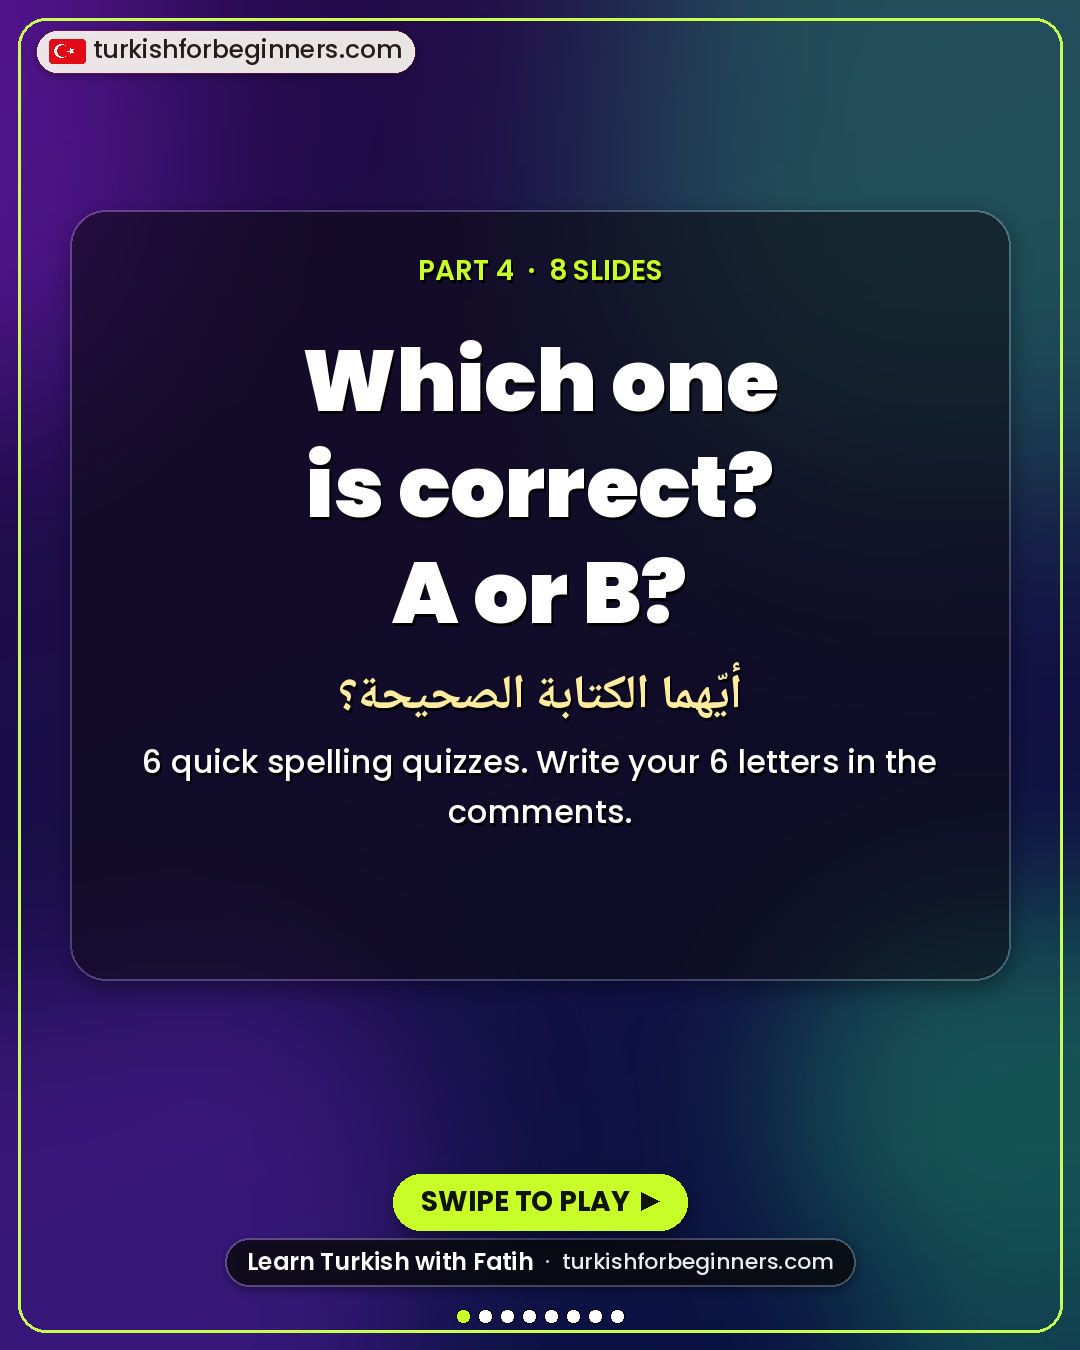 turkishforbeginners.com
PART 4 · 8 SLIDES
Which one
is correct?
A or B?
أيّهما الكتابة الصحيحة؟
6 quick spelling quizzes. Write your 6 letters in the
comments.
SWIPE TO PLAY ▶
Learn Turkish with Fatih · turkishforbeginners.com